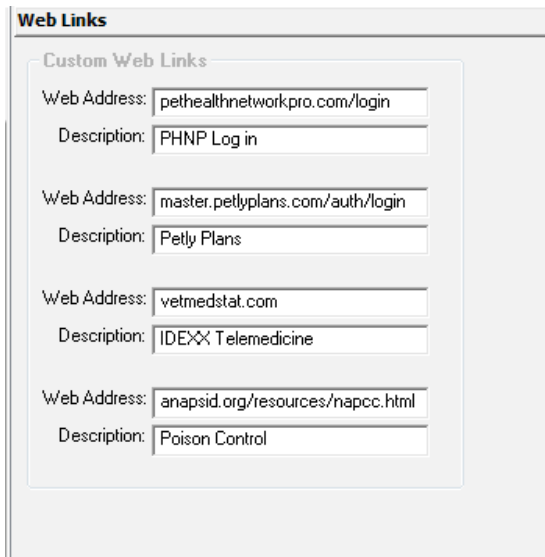 Web Links
Custom Web Links
Web Address: pethealthnetworkpro.com/login
Description: PHNP Log in
Web Address: master.petlyplans.com/auth/login
Description: Petly Plans
Web Address: vetmedstat.com
Description: IDEXX Telemedicine
Web Address: anapsid.org/resources/napcc.html
Description: Poison Control